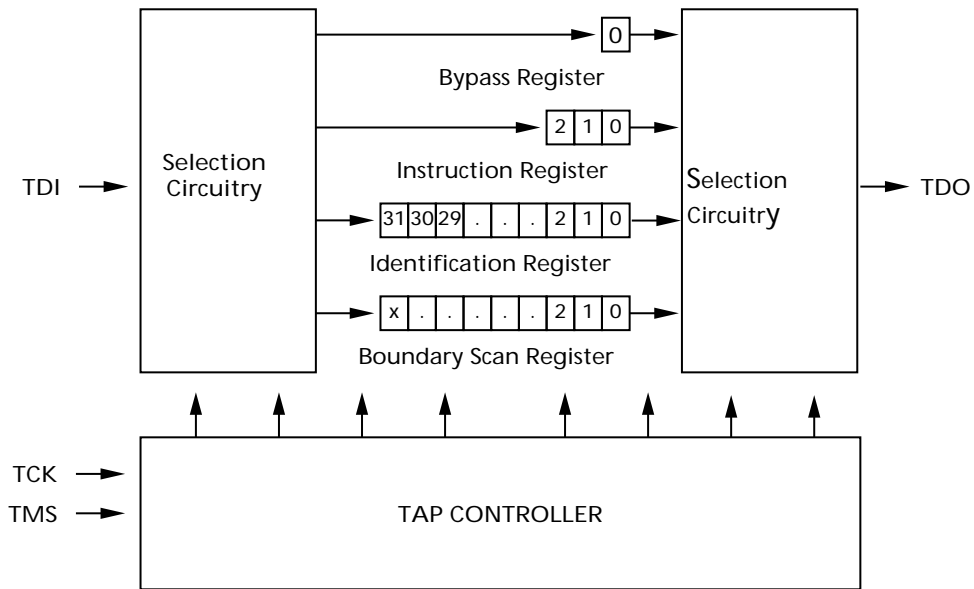 0
Bypass Register
2 1 0
Selection
Circuitry
Instruction Register
Selection
Circuitry
TDI
TDO
31 30 29 . . . 2 1 0
Identification Register
x . . . . . 2 1 0
Boundary Scan Register
TCK
TMS
TAP CONTROLLER